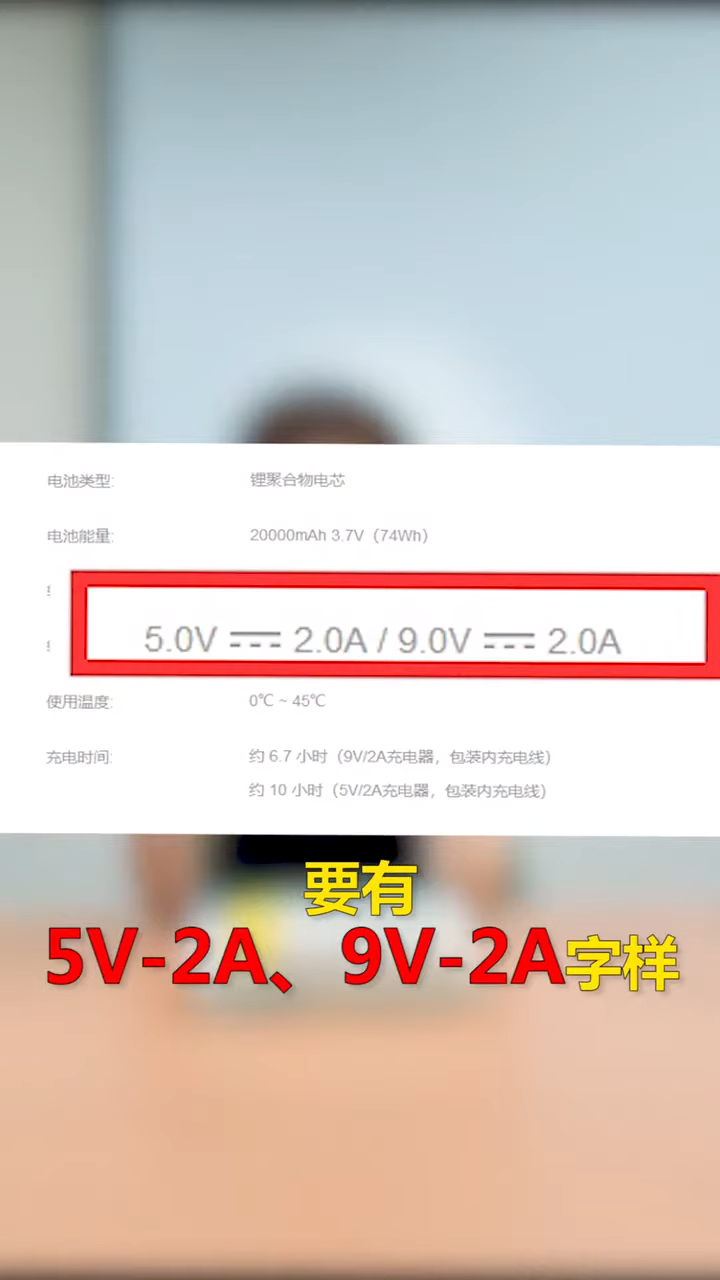 电池类型: 锂聚合物电芯
电池能量: 20000mAh 3.7V（74Wh）
5.0V ⎓ 2.0A / 9.0V ⎓ 2.0A
使用温度: 0℃ ~ 45℃
充电时间: 约 6.7 小时（9V/2A充电器，包装内充电线）
约 10 小时（5V/2A充电器，包装内充电线）
要有
5V-2A、9V-2A字样